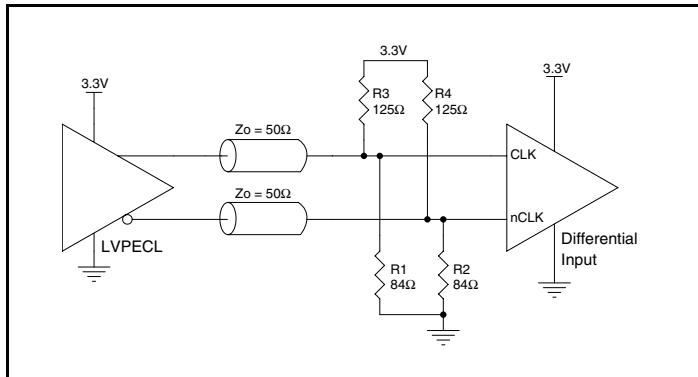 3.3V
3.3V
3.3V
R3
125Ω
R4
125Ω
Zo = 50Ω
CLK
Zo = 50Ω
nCLK
LVPECL
Differential
Input
R1
84Ω
R2
84Ω